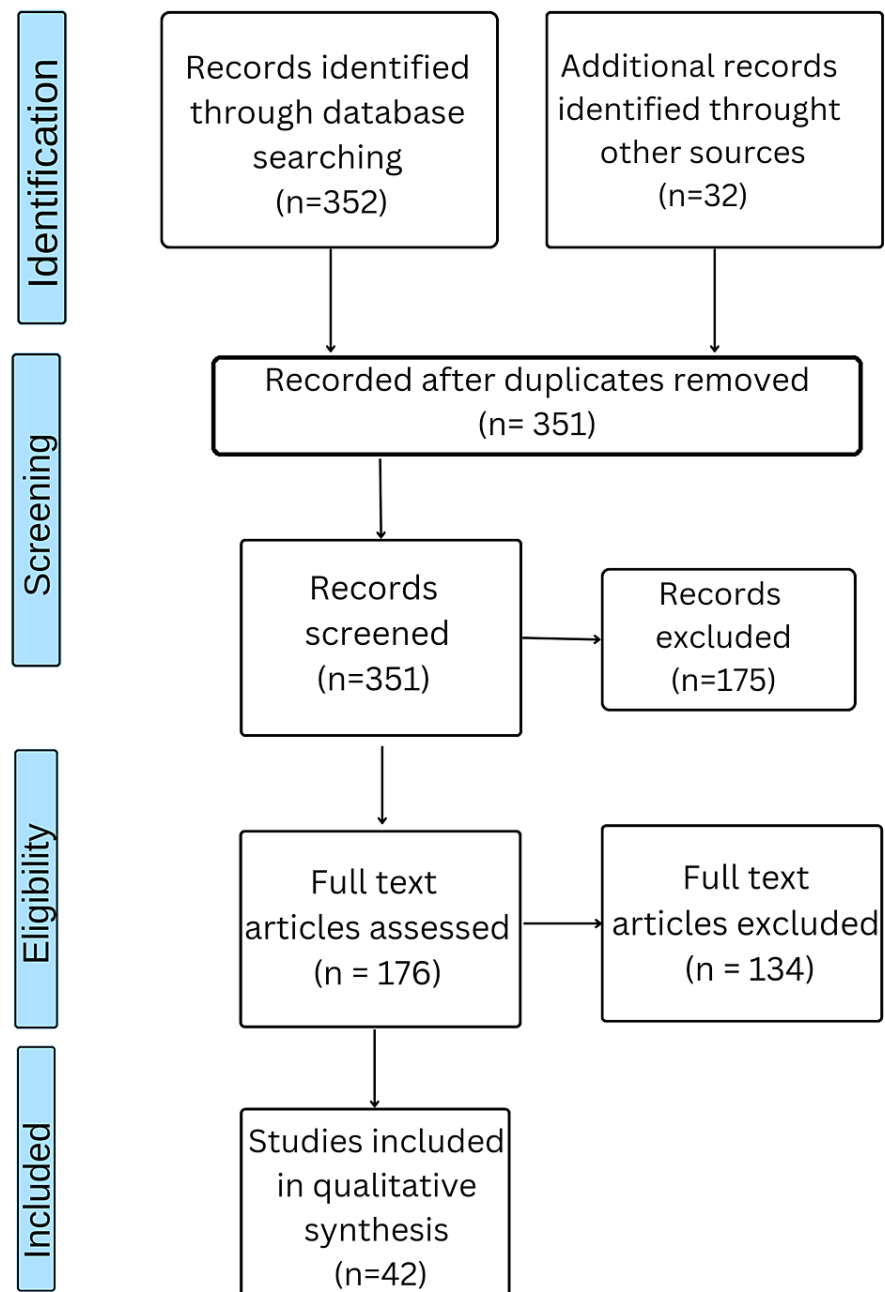 Identification
Records identified
through database
searching
(n=352)
Additional records
identified throught
other sources
(n=32)
Screening
Recorded after duplicates removed
(n= 351)
Records
screened
(n=351)
Records
excluded
(n=175)
Eligibility
Full text
articles assessed
(n = 176)
Full text
articles excluded
(n = 134)
Included
Studies included
in qualitative
synthesis
(n=42)